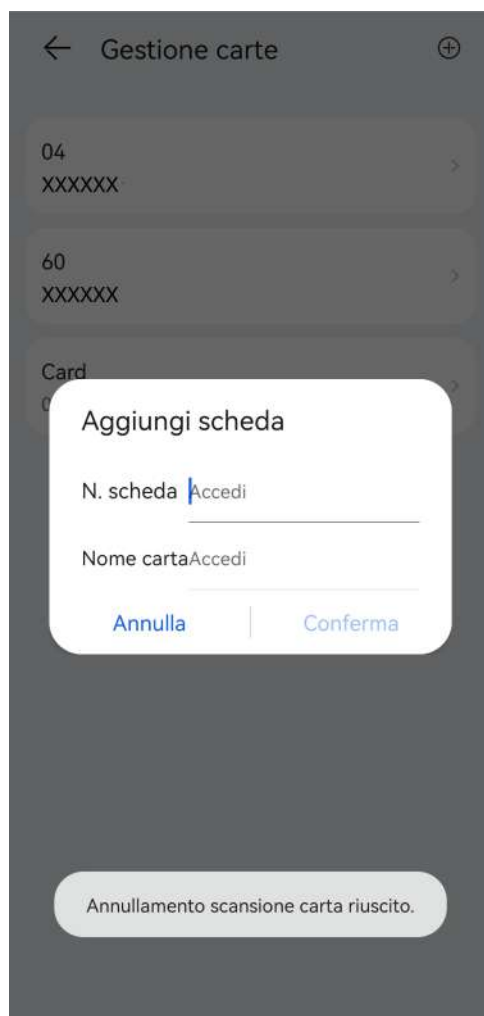 Gestione carte
04
XXXXXX
60
XXXXXX
Card
Aggiungi scheda
N. scheda Accedi
Nome carta Accedi
Annulla Conferma
Annullamento scansione carta riuscito.